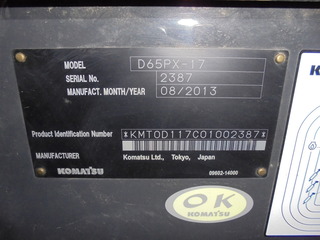 MODEL D65PX-17
SERIAL No. 2387
MANUFACT. MONTH/YEAR 08/2013
Product Identification Number *KMT0D117C01002387*
MANUFACTURER Komatsu Ltd., Tokyo, Japan
KOMATSU
09602-14000
OK
KOMATSU